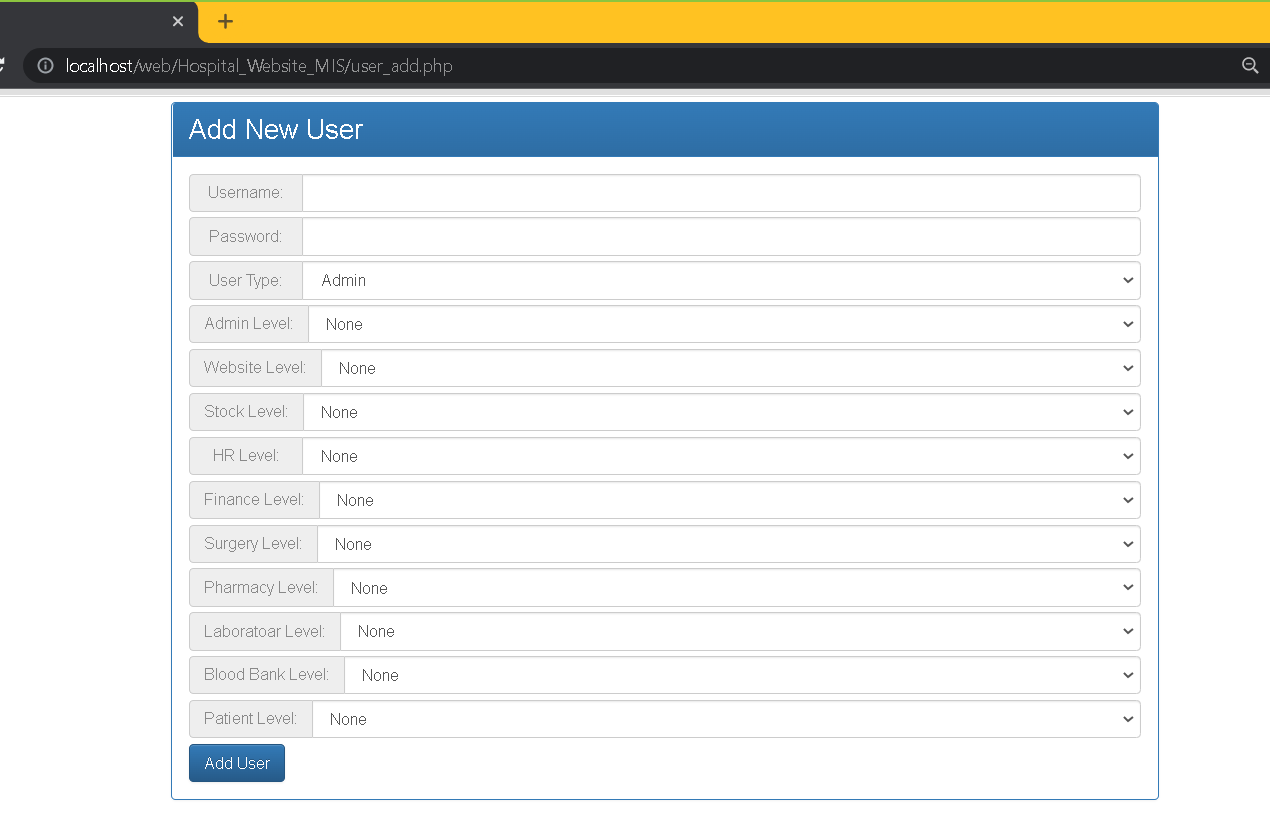 localhost/web/Hospital_Website_MIS/user_add.php
Add New User
Username:
Password:
User Type: Admin
Admin Level: None
Website Level: None
Stock Level: None
HR Level: None
Finance Level: None
Surgery Level: None
Pharmacy Level: None
Laboratoar Level: None
Blood Bank Level: None
Patient Level: None
Add User